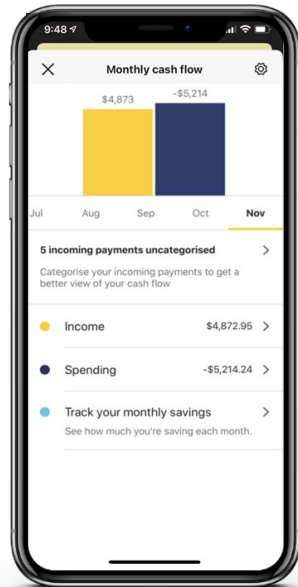 9:48
Monthly cash flow
$4,873
-$5,214
Jul Aug Sep Oct Nov
5 incoming payments uncategorised
Categorise your incoming payments to get a
better view of your cash flow
Income $4,872.95
Spending -$5,214.24
Track your monthly savings
See how much you're saving each month.